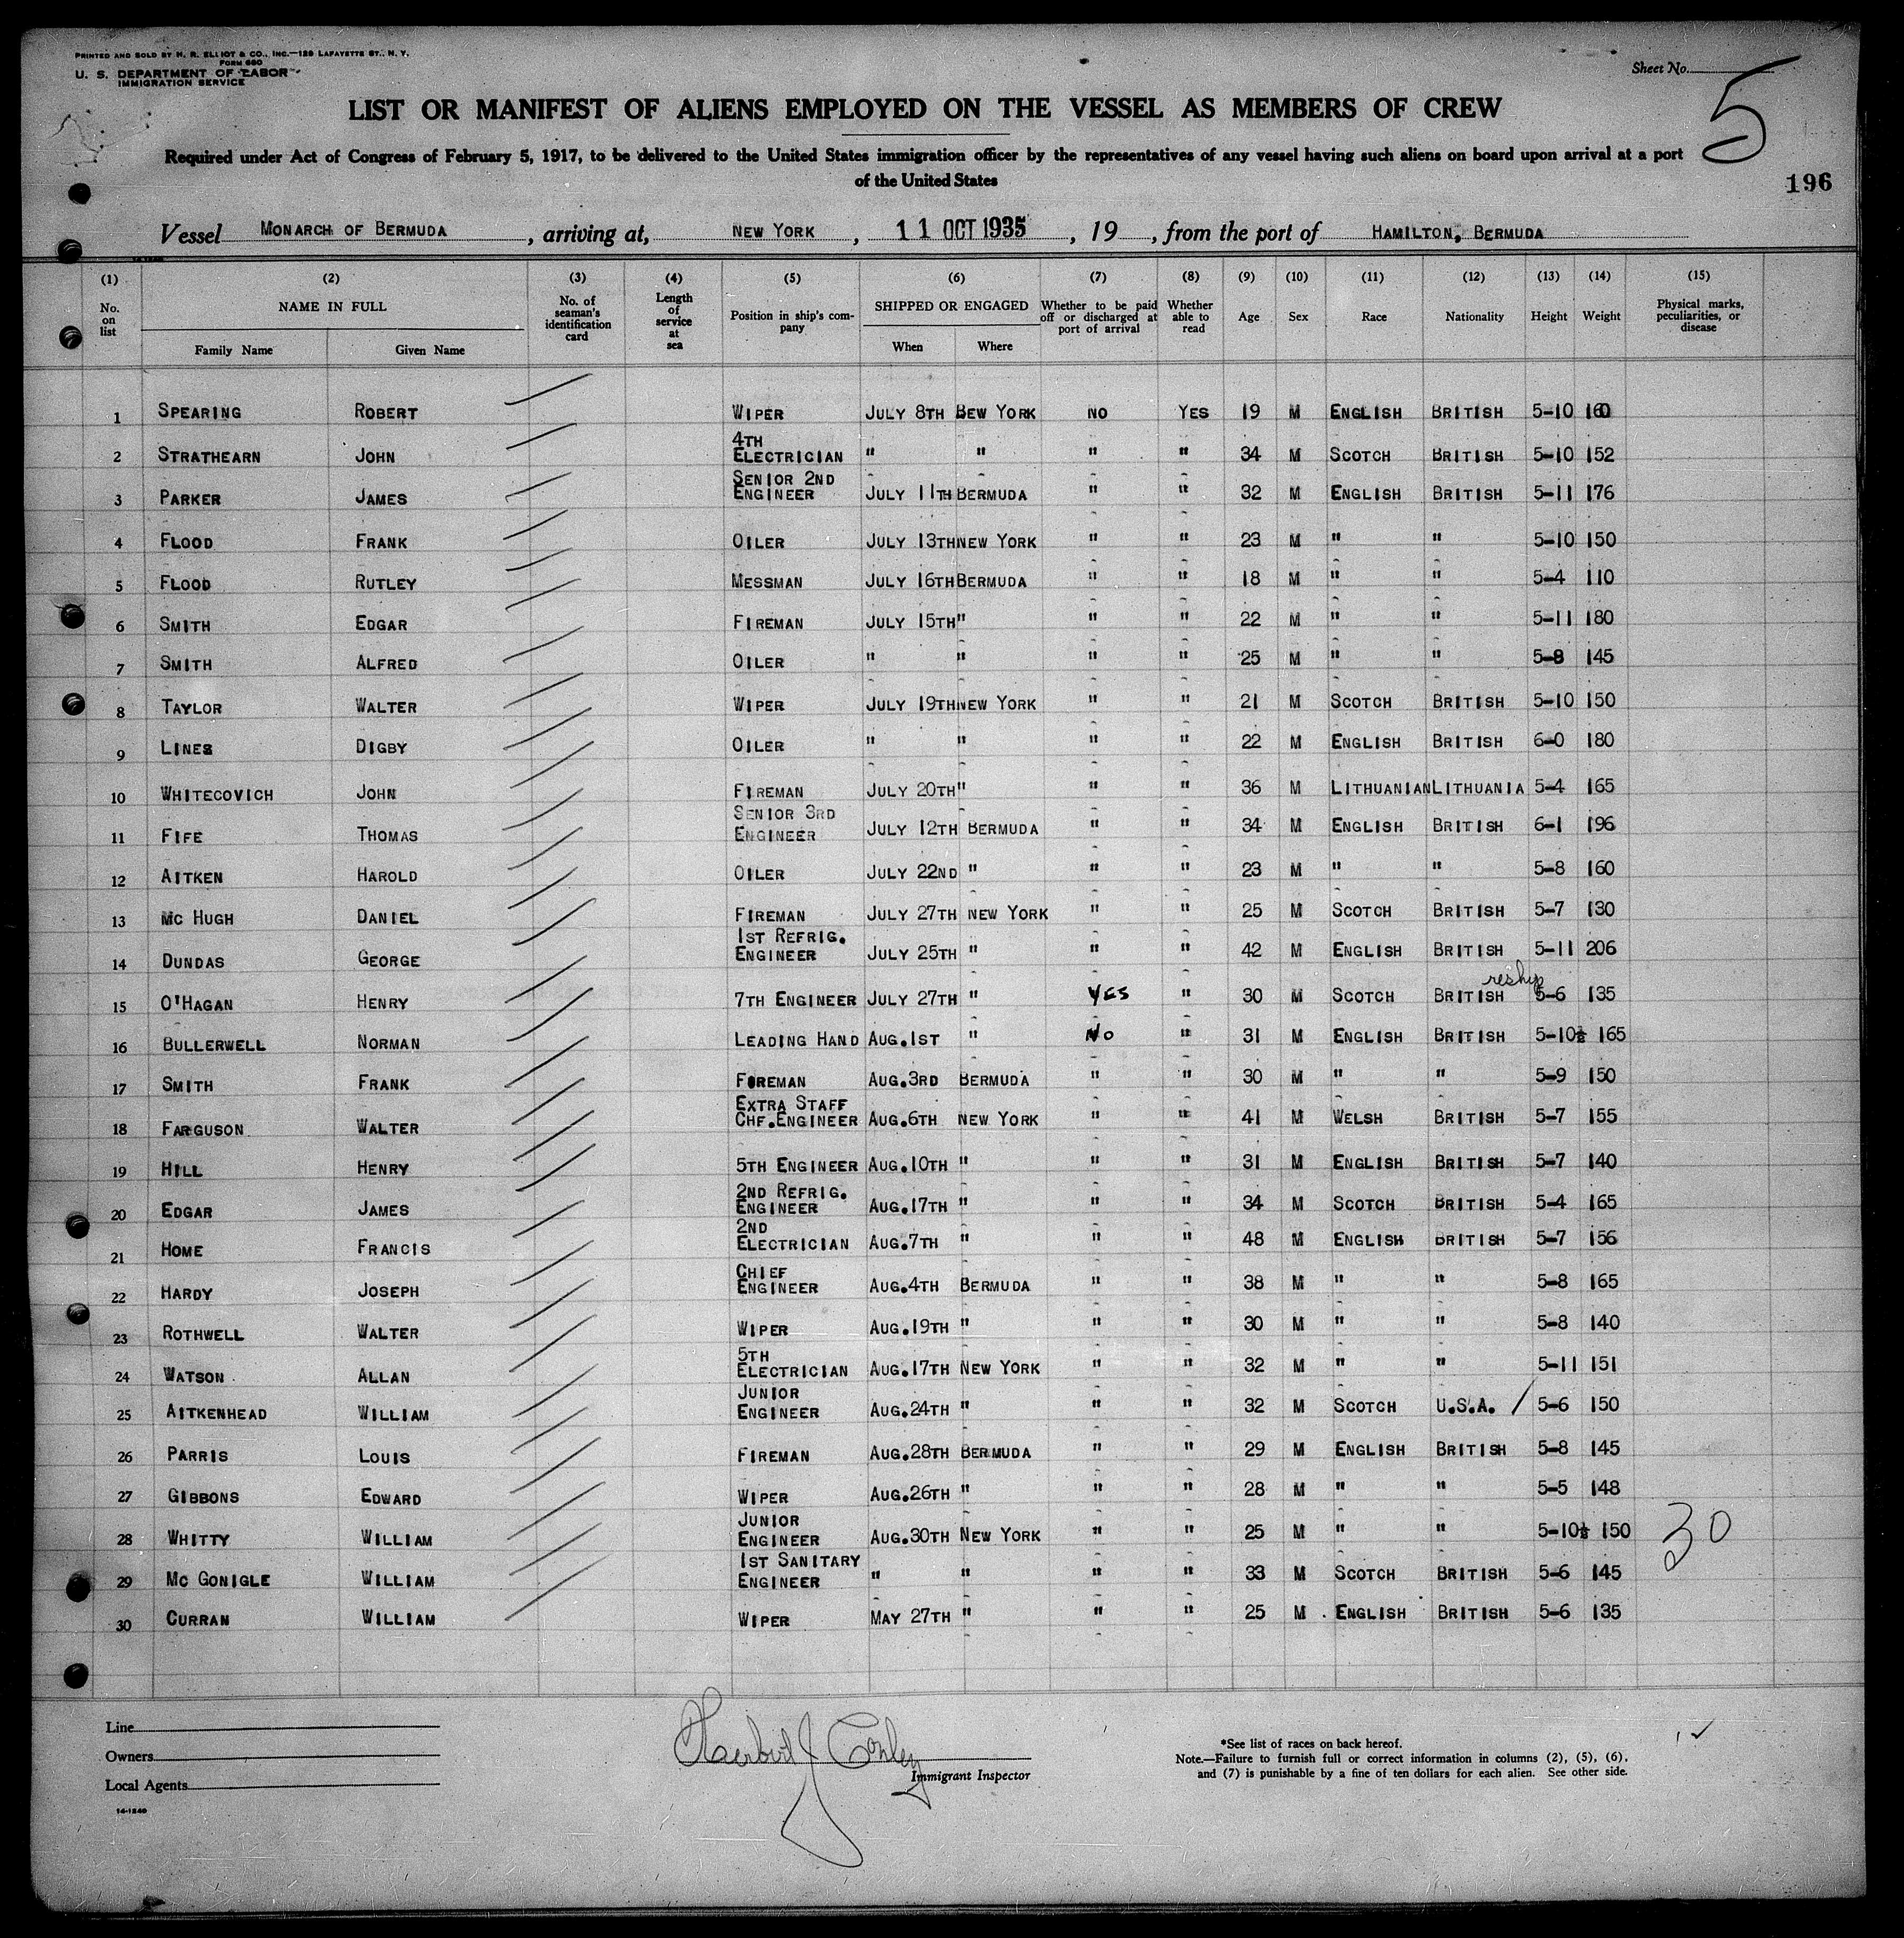 PRINTED AND SOLD BY H. R. ELLIOT & CO., INC.—129 LAFAYETTE ST., N. Y.
FORM 680
U. S. DEPARTMENT OF LABOR
IMMIGRATION SERVICE
Sheet No. 5
LIST OR MANIFEST OF ALIENS EMPLOYED ON THE VESSEL AS MEMBERS OF CREW
Required under Act of Congress of February 5, 1917, to be delivered to the United States immigration officer by the representatives of any vessel having such aliens on board upon arrival at a port
of the United States
196
Vessel MONARCH OF BERMUDA, arriving at, NEW YORK, 11 OCT 1935, 19 , from the port of HAMILTON, BERMUDA
(1) (2) (3) (4) (5) (6) (7) (8) (9) (10) (11) (12) (13) (14) (15)
No. on list NAME IN FULL Family Name Given Name No. of seaman's identification card Length of service at sea Position in ship's company SHIPPED OR ENGAGED When Where Whether to be paid off or discharged at port of arrival Whether able to read Age Sex Race Nationality Height Weight Physical marks, peculiarities, or disease
1 SPEARING ROBERT WIPER JULY 8TH BEW YORK NO YES 19 M ENGLISH BRITISH 5-10 160
2 STRATHEARN JOHN 4TH ELECTRICIAN " " " " 34 M SCOTCH BRITISH 5-10 152
3 PARKER JAMES SENIOR 2ND ENGINEER JULY 11TH BERMUDA " " 32 M ENGLISH BRITISH 5-11 176
4 FLOOD FRANK OILER JULY 13TH NEW YORK " " 23 M " " 5-10 150
5 FLOOD RUTLEY MESSMAN JULY 16TH BERMUDA " " 18 M " " 5-4 110
6 SMITH EDGAR FIREMAN JULY 15TH " " " 22 M " " 5-11 180
7 SMITH ALFRED OILER " " " " 25 M " " 5-8 145
8 TAYLOR WALTER WIPER JULY 19TH NEW YORK " " 21 M SCOTCH BRITISH 5-10 150
9 LINES DIGBY OILER " " " " 22 M ENGLISH BRITISH 6-0 180
10 WHITECOVICH JOHN FIREMAN JULY 20TH " " " 36 M LITHUANIAN LITHUANIA 5-4 165
11 FIFE THOMAS SENIOR 3RD ENGINEER JULY 12TH BERMUDA " " 34 M ENGLISH BRITISH 6-1 196
12 AITKEN HAROLD OILER JULY 22ND " " " 23 M " " 5-8 160
13 MC HUGH DANIEL FIREMAN JULY 27TH NEW YORK " " 25 M SCOTCH BRITISH 5-7 130
14 DUNDAS GEORGE 1ST REFRIG. ENGINEER JULY 25TH " " " 42 M ENGLISH BRITISH 5-11 206
15 O'HAGAN HENRY 7TH ENGINEER JULY 27TH " YES " 30 M SCOTCH BRITISH reship 5-6 135
16 BULLERWELL NORMAN LEADING HAND AUG.1ST " No " 31 M ENGLISH BRITISH 5-10½ 165
17 SMITH FRANK FOREMAN AUG.3RD BERMUDA " " 30 M " " 5-9 150
18 FARGUSON WALTER EXTRA STAFF CHF.ENGINEER AUG.6TH NEW YORK " " 41 M WELSH BRITISH 5-7 155
19 HILL HENRY 5TH ENGINEER AUG.10TH " " " 31 M ENGLISH BRITISH 5-7 140
20 EDGAR JAMES 2ND REFRIG. ENGINEER AUG.17TH " " " 34 M SCOTCH BRITISH 5-4 165
21 HOME FRANCIS 2ND ELECTRICIAN AUG.7TH " " " 48 M ENGLISH BRITISH 5-7 156
22 HARDY JOSEPH CHIEF ENGINEER AUG.4TH BERMUDA " " 38 M " " 5-8 165
23 ROTHWELL WALTER WIPER AUG.19TH " " " 30 M " " 5-8 140
24 WATSON ALLAN 5TH ELECTRICIAN AUG.17TH NEW YORK " " 32 M " " 5-11 151
25 AITKENHEAD WILLIAM JUNIOR ENGINEER AUG.24TH " " " 32 M SCOTCH U.S.A. / 5-6 150
26 PARRIS LOUIS FIREMAN AUG.28TH BERMUDA " " 29 M ENGLISH BRITISH 5-8 145
27 GIBBONS EDWARD WIPER AUG.26TH " " " 28 M " " 5-5 148
28 WHITTY WILLIAM JUNIOR ENGINEER AUG.30TH NEW YORK " " 25 M " " 5-10½ 150 30
29 MC GONIGLE WILLIAM 1ST SANITARY ENGINEER " " " " 33 M SCOTCH BRITISH 5-6 145
30 CURRAN WILLIAM WIPER MAY 27TH " " " 25 M ENGLISH BRITISH 5-6 135
Line
Owners
Local Agents
14-1240
Herbert J Conley
Immigrant Inspector
*See list of races on back hereof.
Note.—Failure to furnish full or correct information in columns (2), (5), (6),
and (7) is punishable by a fine of ten dollars for each alien. See other side.